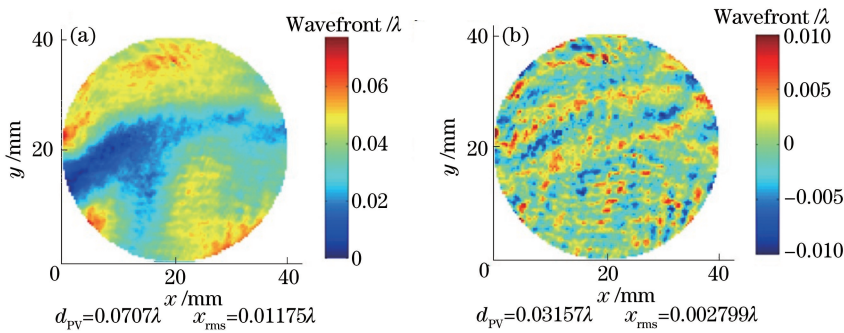 (a)
Wavefront /λ
40
20
0
y /mm
0
20
40
x /mm
0.06
0.04
0.02
0
d_PV=0.0707λ x_rms=0.01175λ
(b)
Wavefront /λ
40
20
0
y /mm
0
20
40
x /mm
0.010
0.005
0
−0.005
−0.010
d_PV=0.03157λ x_rms=0.002799λ